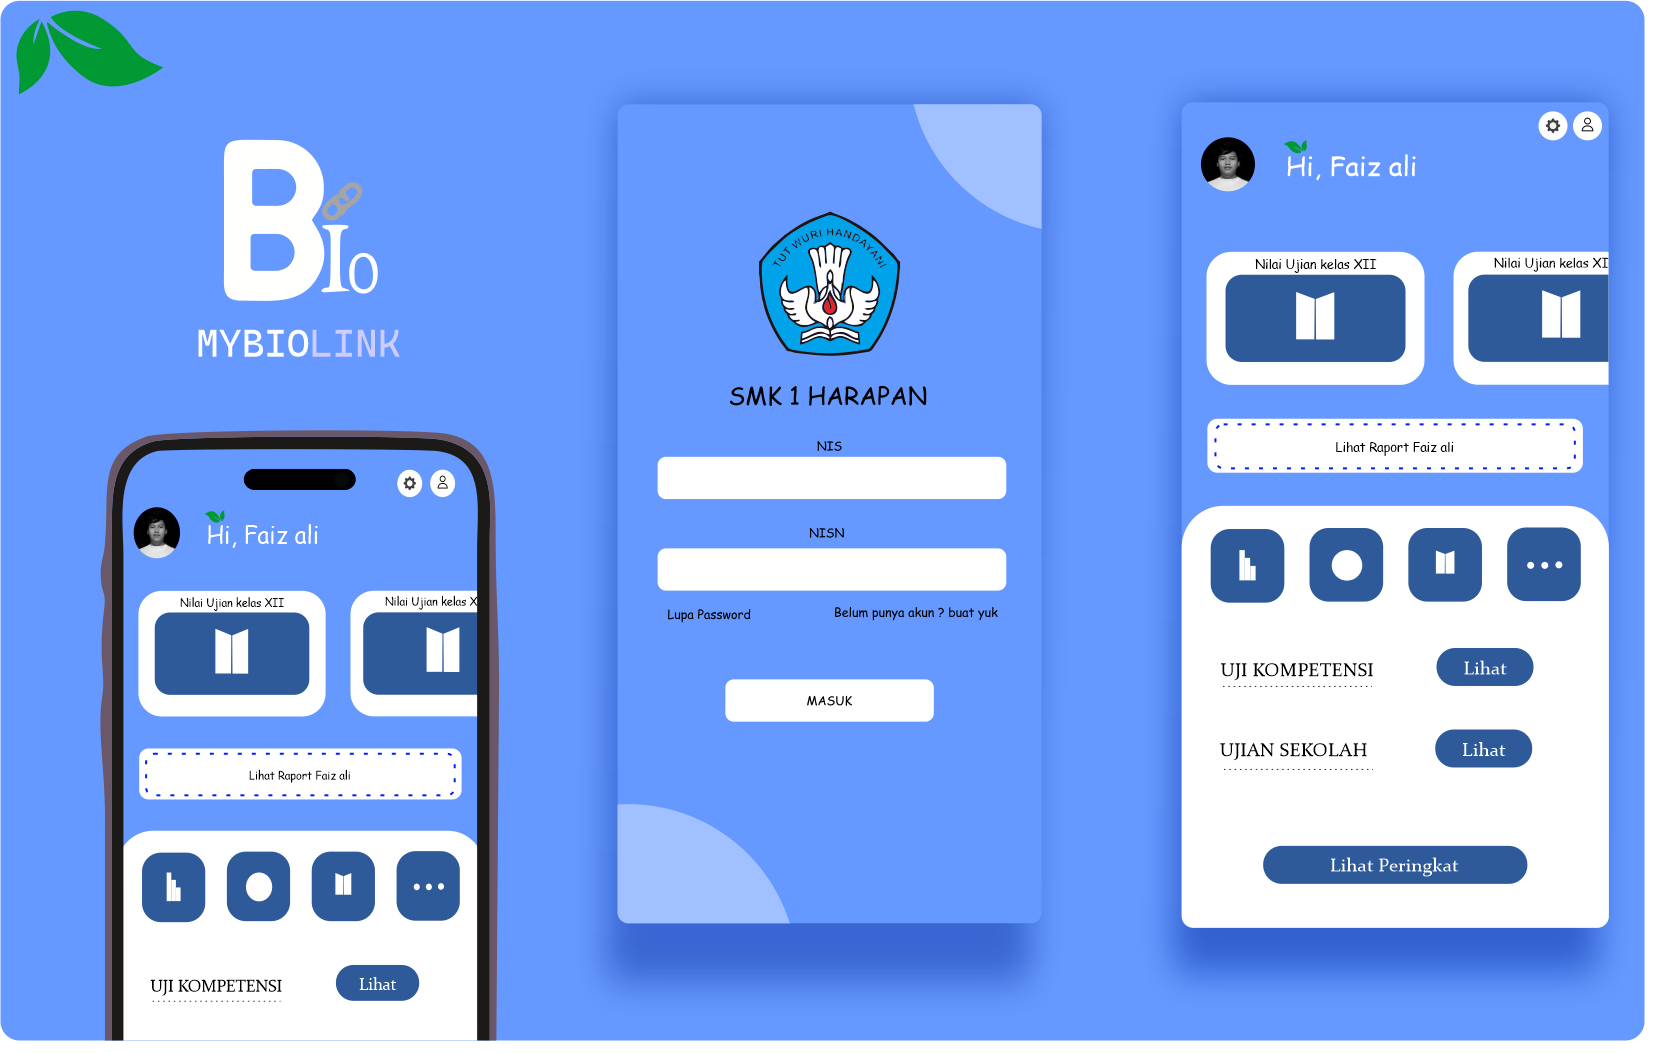 Bio
MYBIOLINK
Hi, Faiz ali
Nilai Ujian kelas XII
Nilai Ujian kelas X
Lihat Raport Faiz ali
UJI KOMPETENSI
Lihat
TUT WURI HANDAYANI
SMK 1 HARAPAN
NIS
NISN
Lupa Password
Belum punya akun ? buat yuk
MASUK
Hi, Faiz ali
Nilai Ujian kelas XII
Nilai Ujian kelas XI
Lihat Raport Faiz ali
UJI KOMPETENSI
Lihat
UJIAN SEKOLAH
Lihat
Lihat Peringkat